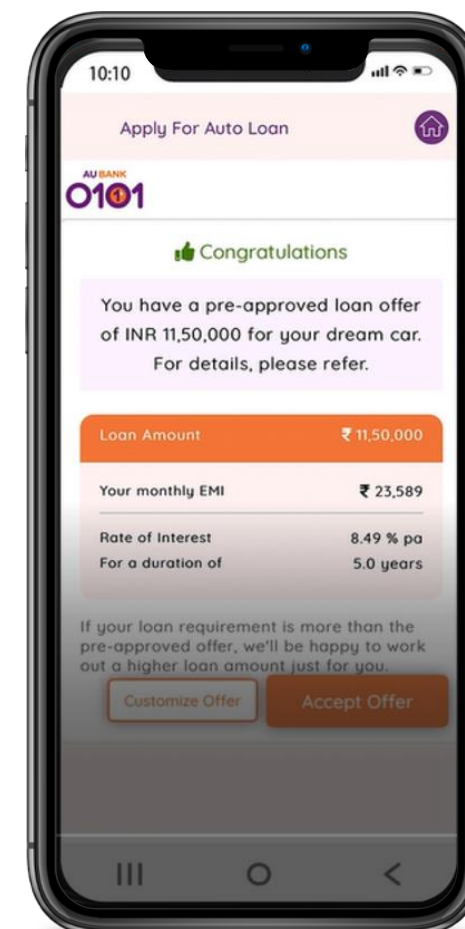 10:10
Apply For Auto Loan
AU BANK
0101
Congratulations
You have a pre-approved loan offer
of INR 11,50,000 for your dream car.
For details, please refer.
Loan Amount ₹ 11,50,000
Your monthly EMI ₹ 23,589
Rate of Interest 8.49 % pa
For a duration of 5.0 years
If your loan requirement is more than the
pre-approved offer, we'll be happy to work
out a higher loan amount just for you.
Customize Offer Accept Offer